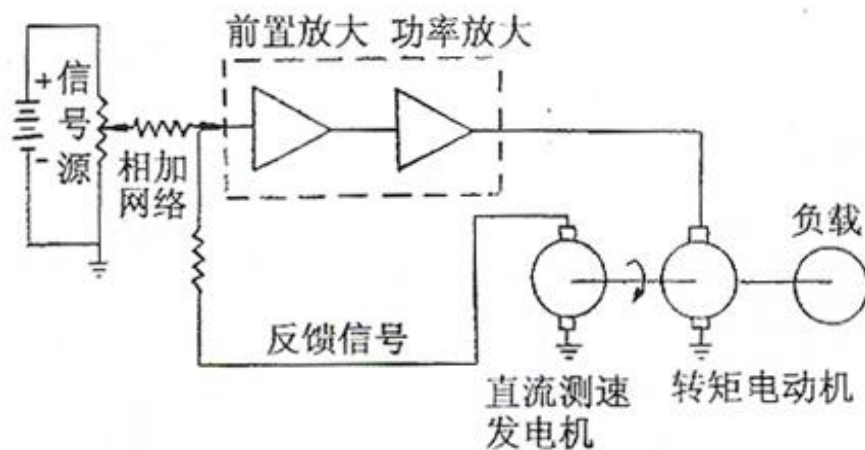 前置放大 功率放大
+
信
号
源
-
相加
网络
负载
反馈信号
直流测速
发电机
转矩电动机